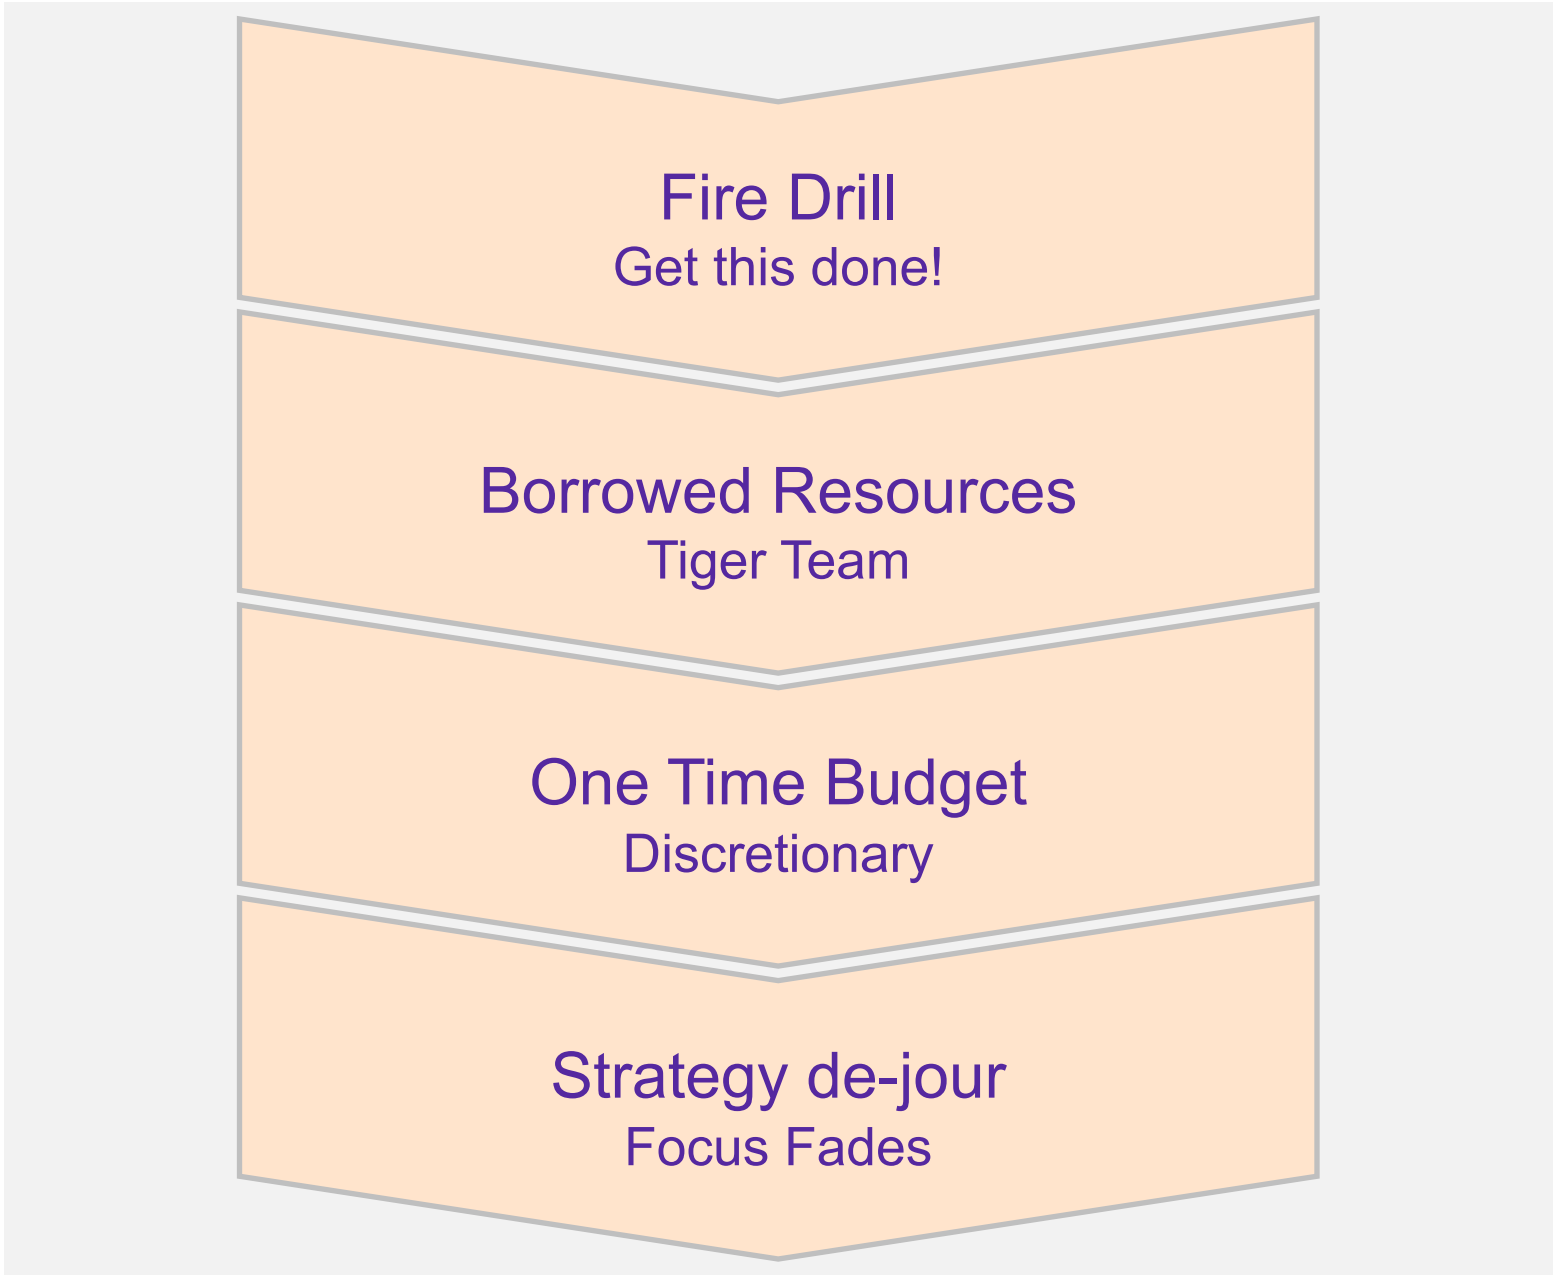 Fire Drill
Get this done!
Borrowed Resources
Tiger Team
One Time Budget
Discretionary
Strategy de-jour
Focus Fades